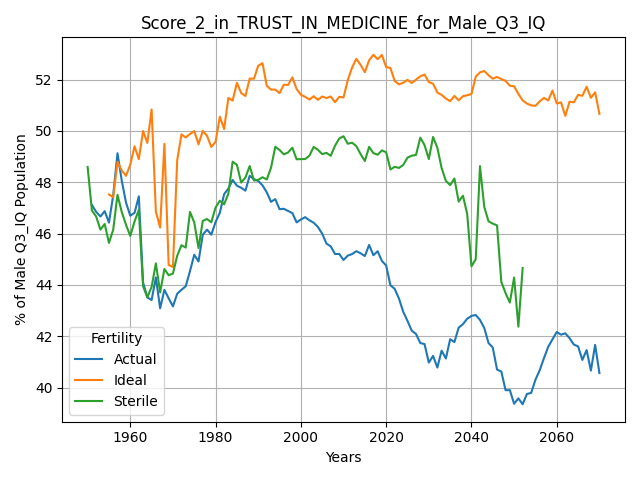 Score_2_in_TRUST_IN_MEDICINE_for_Male_Q3_IQ
% of Male Q3_IQ Population
52
50
48
46
44
42
40
Fertility
Actual
Ideal
Sterile
1960
1980
2000
2020
2040
2060
Years